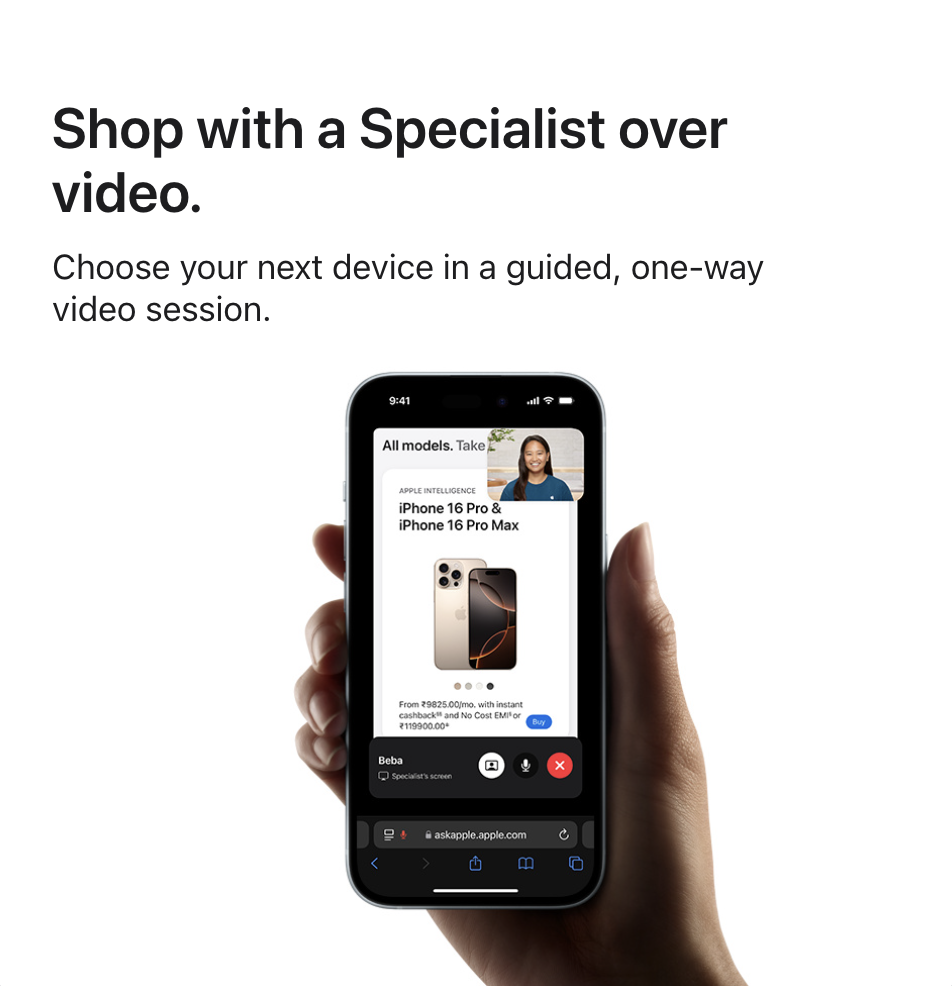 Shop with a Specialist over
video.
Choose your next device in a guided, one-way
video session.
9:41
All models. Take
APPLE INTELLIGENCE
iPhone 16 Pro &
iPhone 16 Pro Max
From ₹9825.00/mo. with instant
cashback§§ and No Cost EMI§ or
₹119900.00‡
Buy
Beba
Specialist's screen
askapple.apple.com